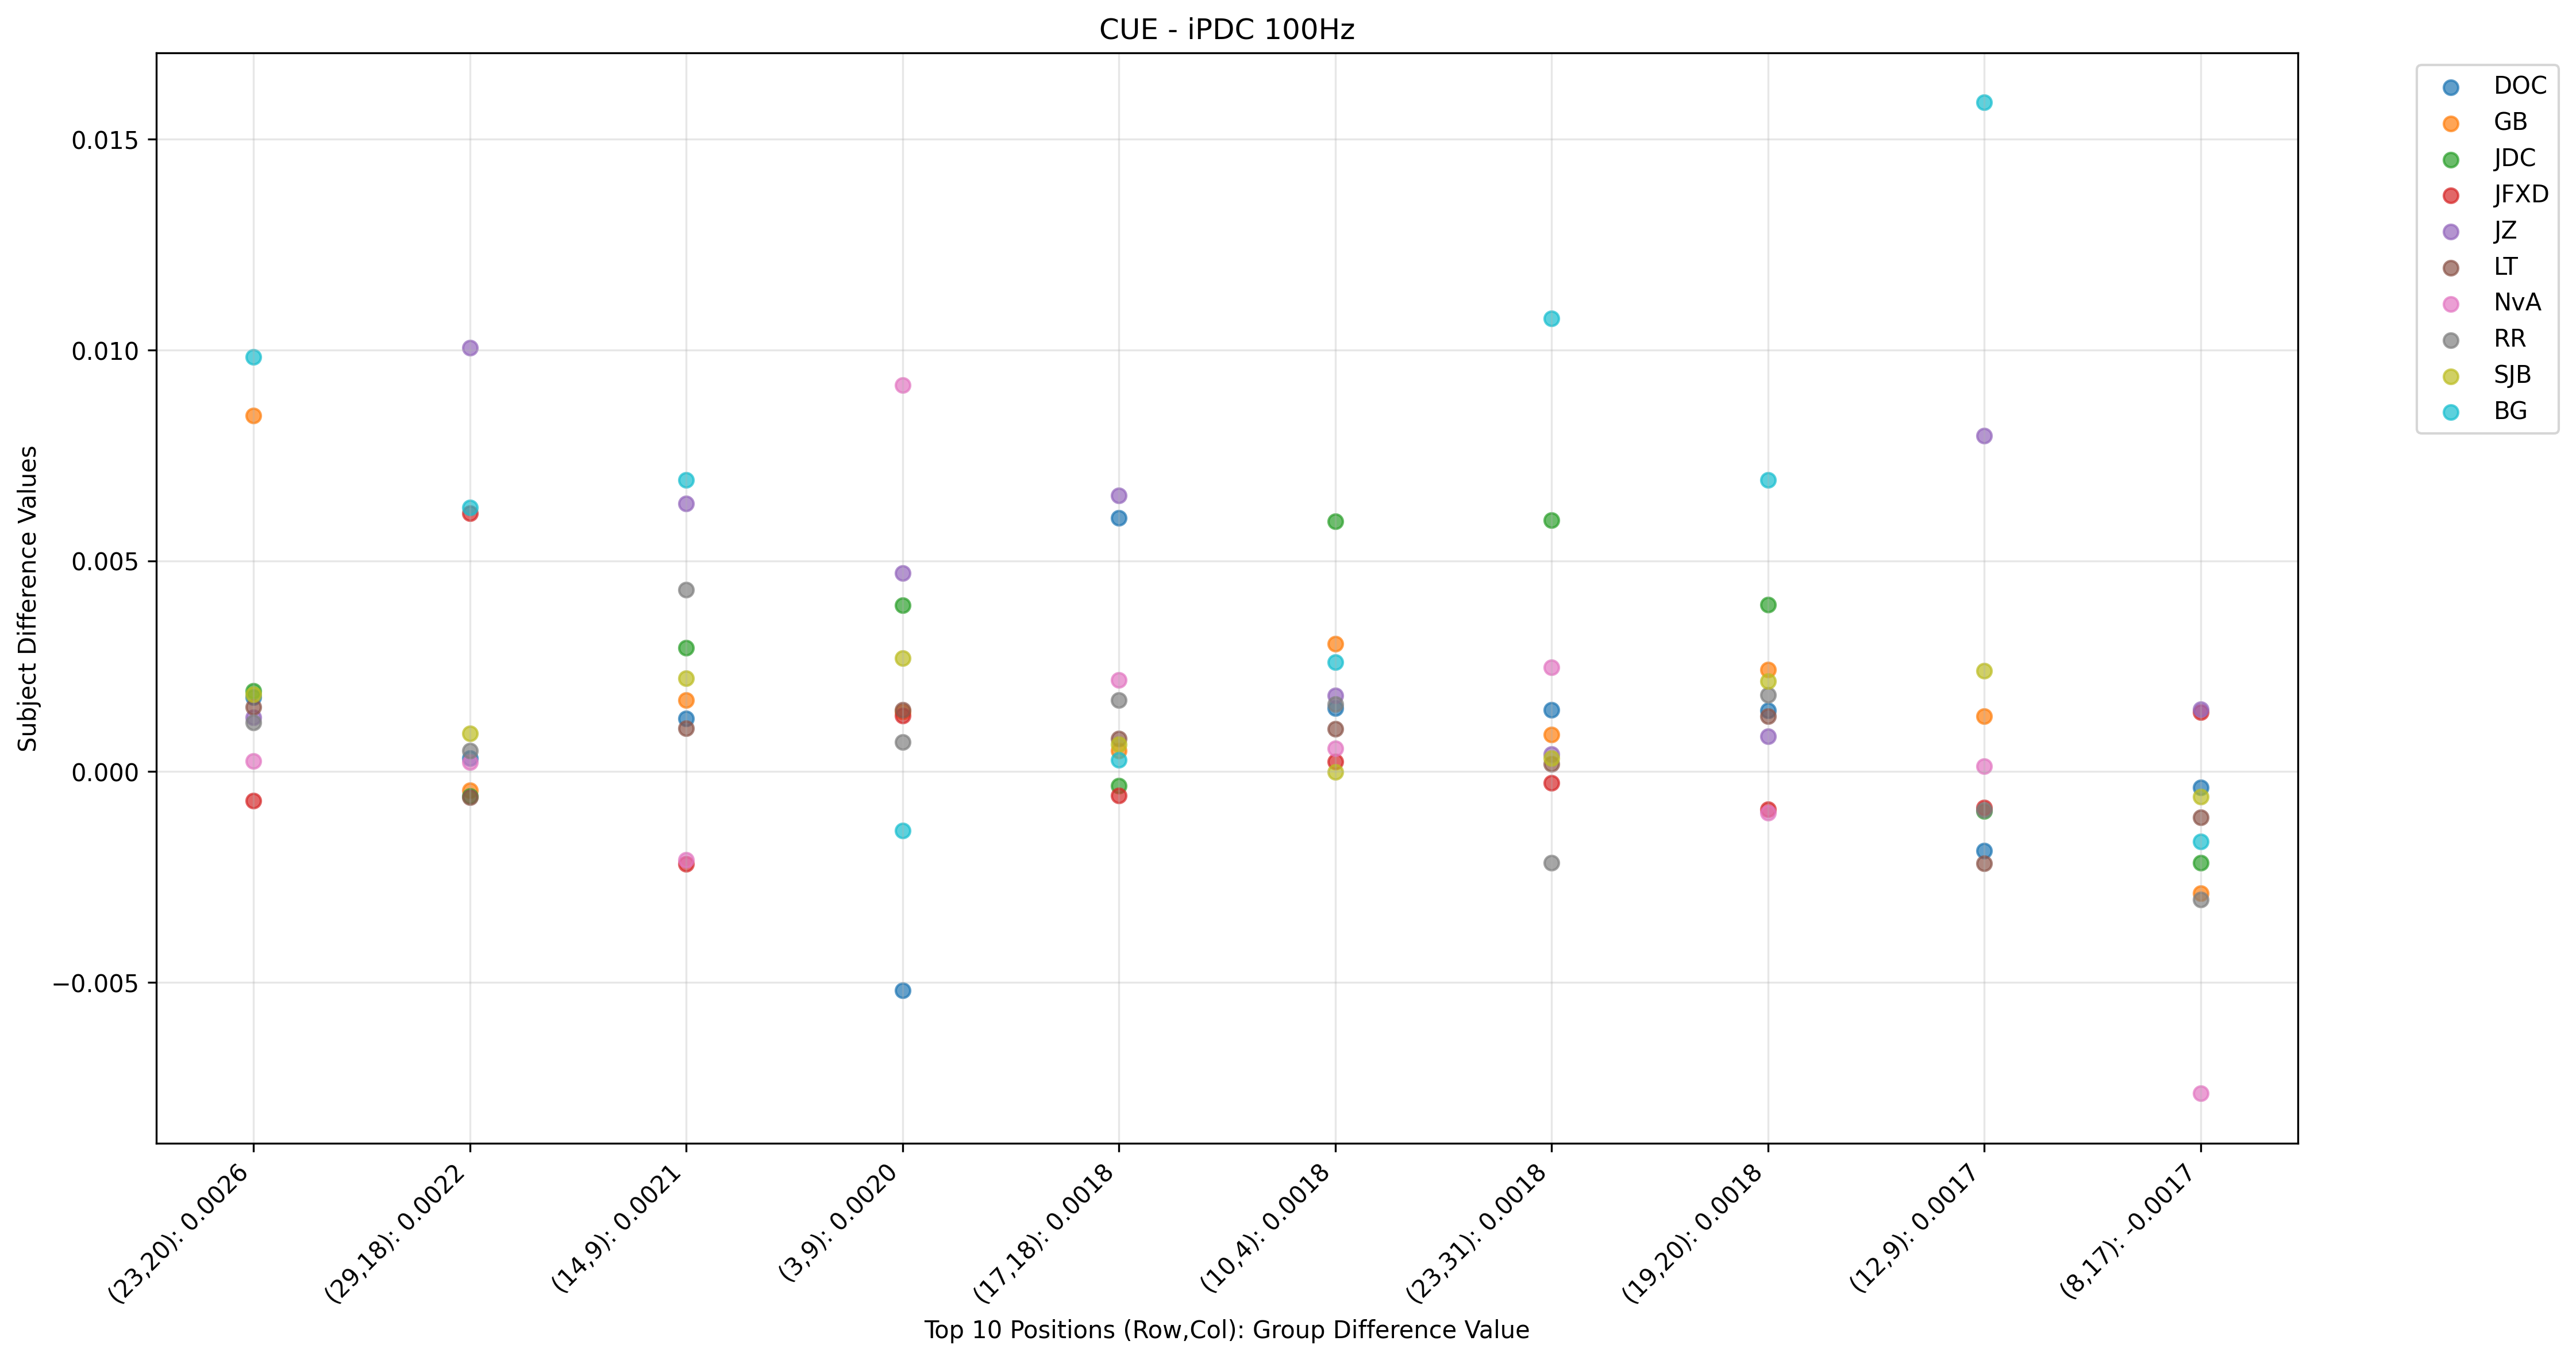 CUE - iPDC 100Hz
Subject Difference Values
0.015
0.010
0.005
0.000
−0.005
(23,20): 0.0026
(29,18): 0.0022
(14,9): 0.0021
(3,9): 0.0020
(17,18): 0.0018
(10,4): 0.0018
(23,31): 0.0018
(19,20): 0.0018
(12,9): 0.0017
(8,17): -0.0017
Top 10 Positions (Row,Col): Group Difference Value
DOC
GB
JDC
JFXD
JZ
LT
NvA
RR
SJB
BG